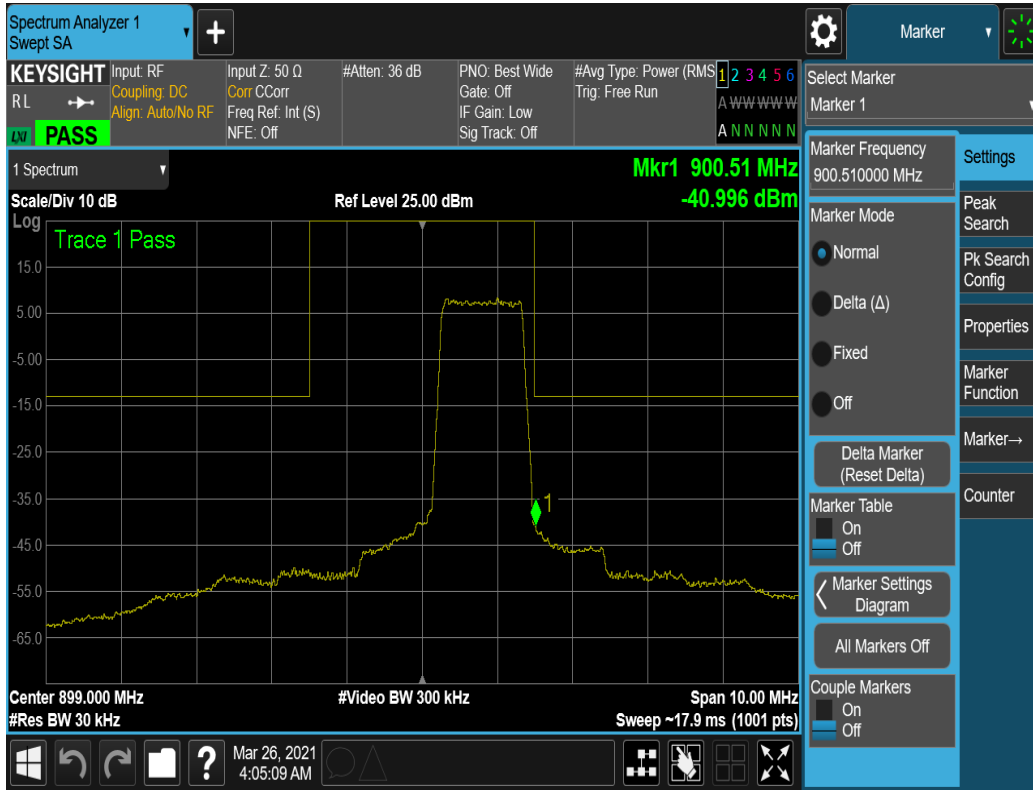 Spectrum Analyzer 1
Swept SA
+
Marker
KEYSIGHT
R L
LXI PASS
Input: RF
Coupling: DC
Align: Auto/No RF
Input Z: 50 Ω
Corr CCorr
Freq Ref: Int (S)
NFE: Off
#Atten: 36 dB
PNO: Best Wide
Gate: Off
IF Gain: Low
Sig Track: Off
#Avg Type: Power (RMS
Trig: Free Run
1 2 3 4 5 6
A W W W W W
A N N N N N
Select Marker
Marker 1
1 Spectrum
Mkr1 900.51 MHz
-40.996 dBm
Scale/Div 10 dB
Ref Level 25.00 dBm
Log
Trace 1 Pass
15.0
5.00
-5.00
-15.0
-25.0
-35.0
-45.0
-55.0
-65.0
1
Center 899.000 MHz
#Video BW 300 kHz
Span 10.00 MHz
#Res BW 30 kHz
Sweep ~17.9 ms (1001 pts)
Marker Frequency
900.510000 MHz
Marker Mode
Normal
Delta (Δ)
Fixed
Off
Delta Marker
(Reset Delta)
Marker Table
On
Off
Marker Settings
Diagram
All Markers Off
Couple Markers
On
Off
Settings
Peak
Search
Pk Search
Config
Properties
Marker
Function
Marker→
Counter
?
Mar 26, 2021
4:05:09 AM